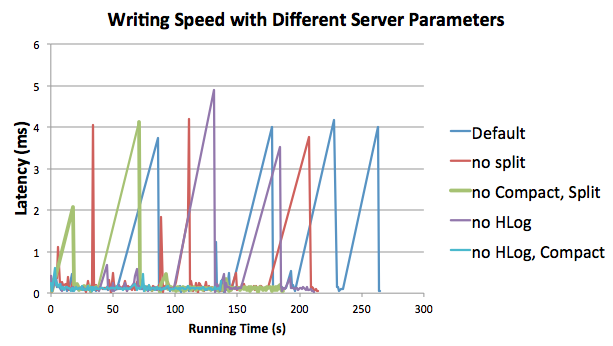 Writing Speed with Different Server Parameters
6
5
4
3
2
1
0
Latency (ms)
0 50 100 150 200 250 300
Running Time (s)
Default
no split
no Compact, Split
no HLog
no HLog, Compact